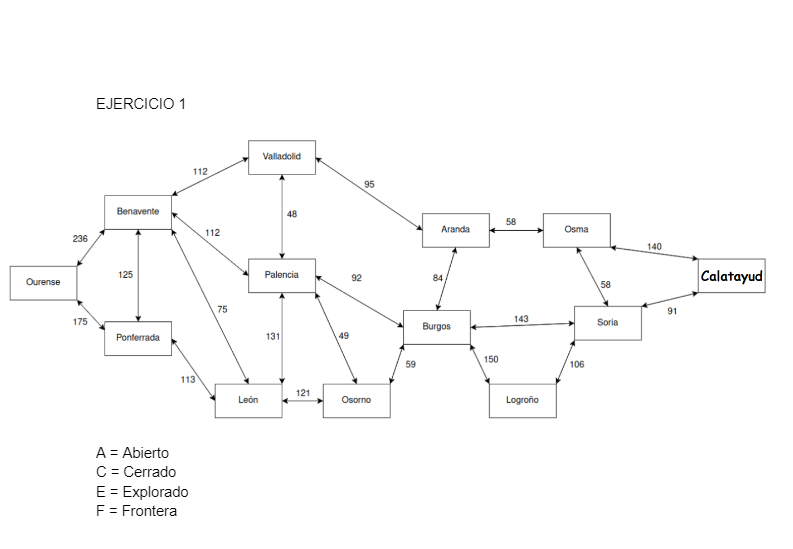 EJERCICIO 1
Valladolid
112
95
Benavente
48
Aranda
58
Osma
236
112
140
125
Palencia
92
84
58
Calatayud
Ourense
75
175
Ponferrada
131
49
Burgos
143
Soria
91
113
59
150
106
León
121
Osorno
Logroño
A = Abierto
C = Cerrado
E = Explorado
F = Frontera